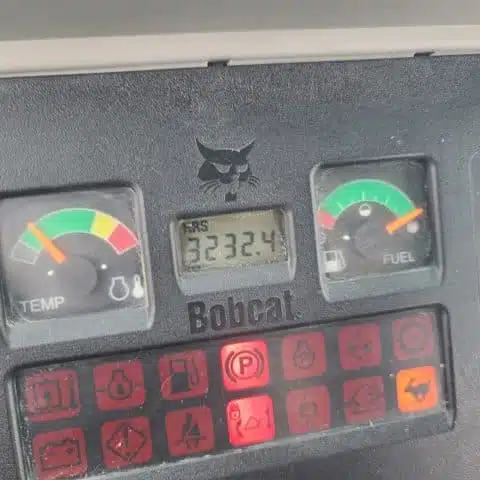 HRS
3232.4
TEMP
FUEL
Bobcat
P